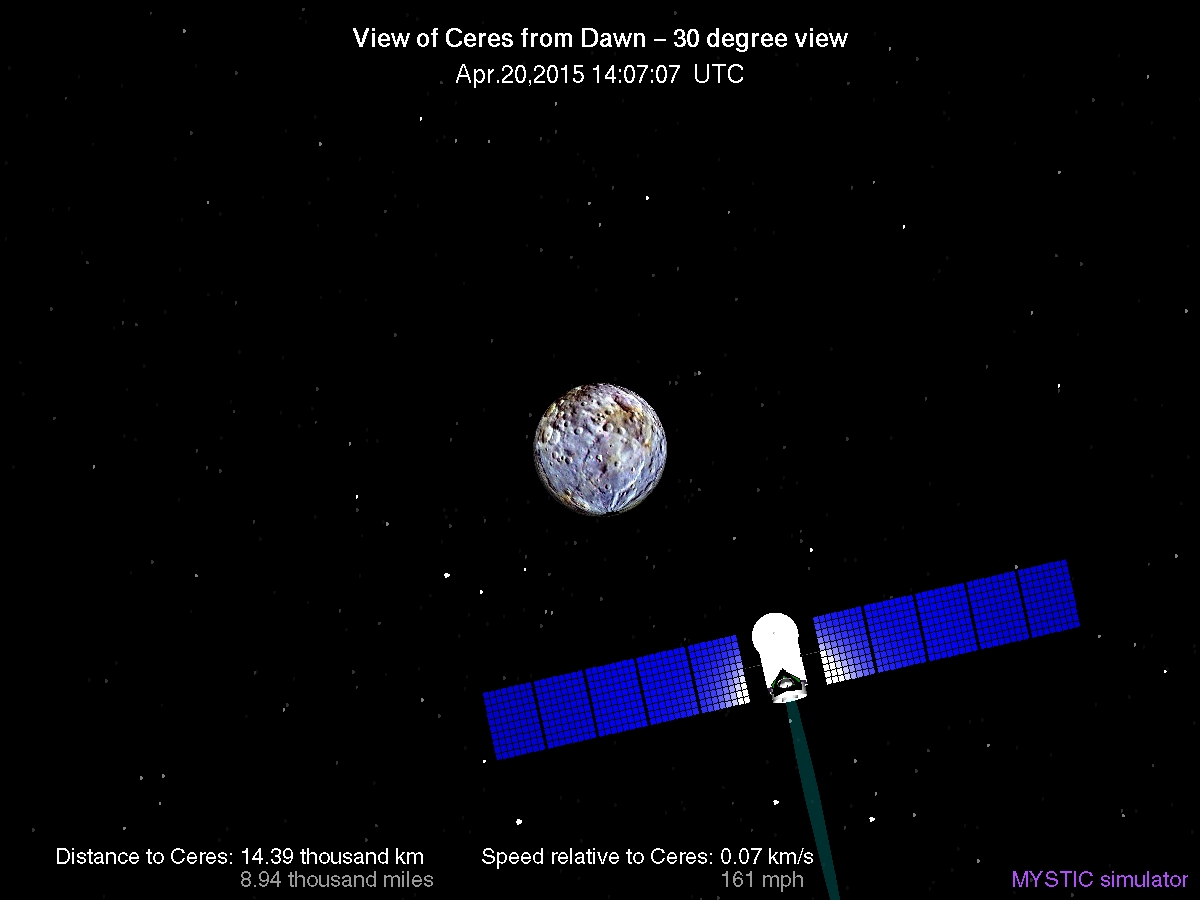 View of Ceres from Dawn – 30 degree view
Apr.20,2015 14:07:07 UTC
Distance to Ceres: 14.39 thousand km
8.94 thousand miles
Speed relative to Ceres: 0.07 km/s
161 mph
MYSTIC simulator